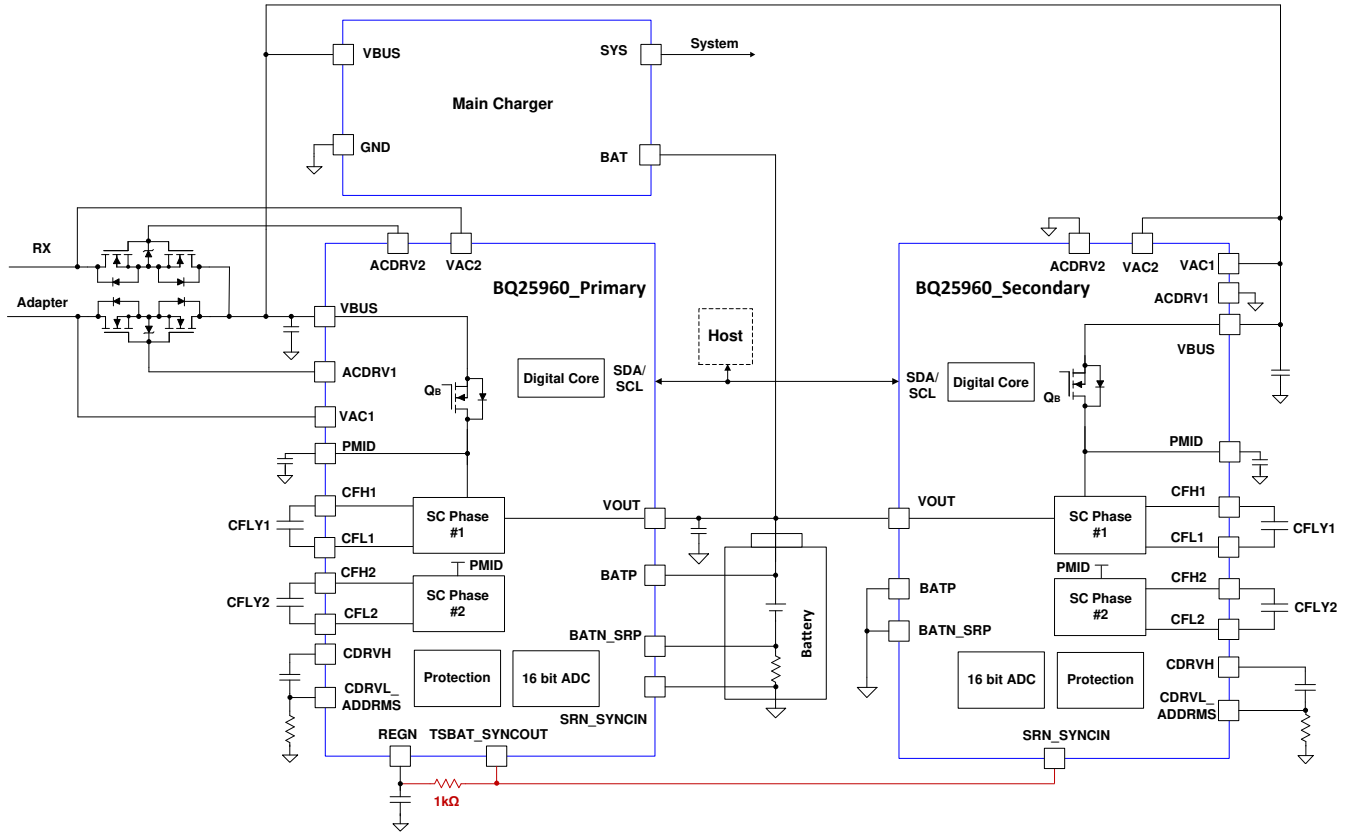 VBUS
SYS
System
Main Charger
GND
BAT
RX
Adapter
ACDRV2
VAC2
BQ25960_Primary
VBUS
ACDRV1
VAC1
PMID
CFH1
CFLY1
CFL1
CFH2
CFLY2
CFL2
CDRVH
CDRVL_
ADDRMS
QB
Digital Core
SDA/
SCL
SC Phase
#1
PMID
SC Phase
#2
Protection
16 bit ADC
VOUT
BATP
BATN_SRP
SRN_SYNCIN
REGN
TSBAT_SYNCOUT
1kΩ
Host
Battery
ACDRV2
VAC2
BQ25960_Secondary
VAC1
ACDRV1
VBUS
SDA/
SCL
Digital Core
QB
PMID
VOUT
SC Phase
#1
CFH1
CFLY1
CFL1
PMID
SC Phase
#2
CFH2
CFLY2
CFL2
BATP
BATN_SRP
16 bit ADC
Protection
CDRVH
CDRVL_
ADDRMS
SRN_SYNCIN